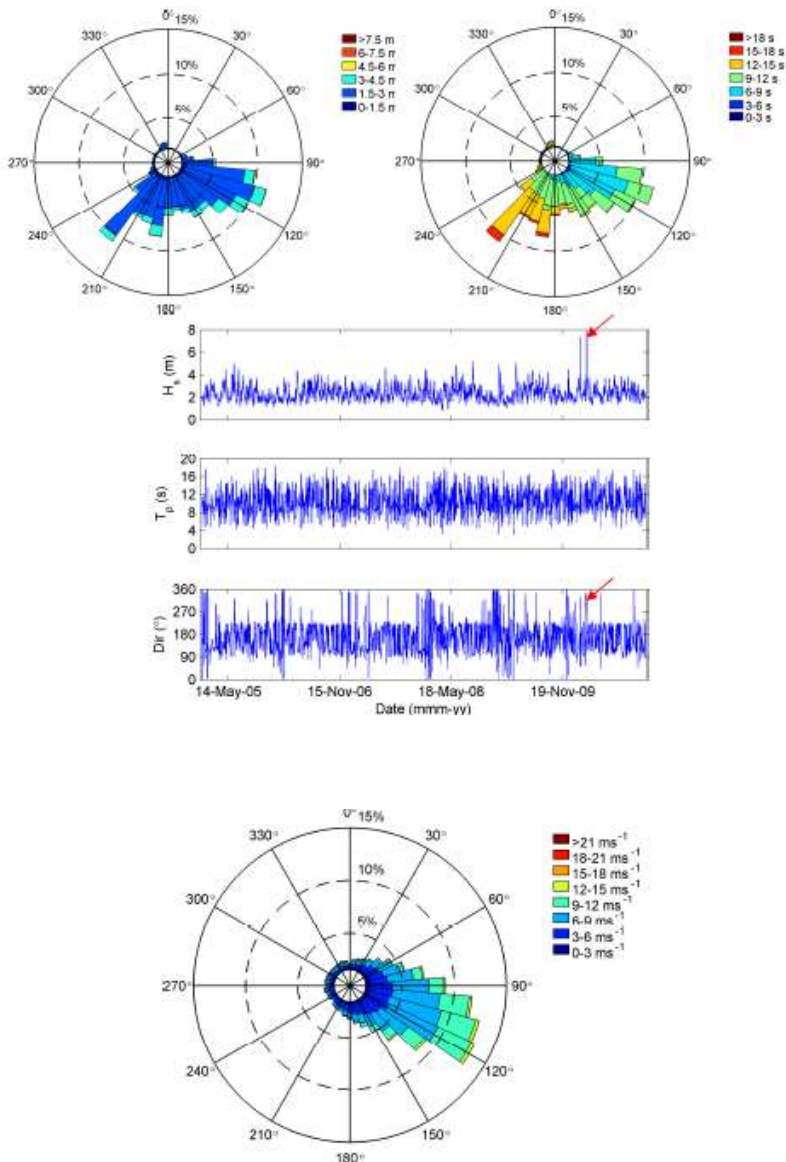 0° 15%
10%
5%
30°
60°
90°
120°
150°
180°
210°
240°
270°
300°
330°
>7.5 m
6-7.5 m
4.5-6 m
3-4.5 m
1.5-3 m
0-1.5 m
0° 15%
10%
5%
30°
60°
90°
120°
150°
180°
210°
240°
270°
300°
330°
>18 s
15-18 s
12-15 s
9-12 s
6-9 s
3-6 s
0-3 s
Hs (m)
8
6
4
2
0
Tp (s)
20
16
12
8
4
0
Dir (°)
360
270
180
90
0
14-May-05 15-Nov-06 18-May-08 19-Nov-09
Date (mmm-yy)
0° 15%
10%
5%
30°
60°
90°
120°
150°
180°
210°
240°
270°
300°
330°
>21 ms⁻¹
18-21 ms⁻¹
15-18 ms⁻¹
12-15 ms⁻¹
9-12 ms⁻¹
6-9 ms⁻¹
3-6 ms⁻¹
0-3 ms⁻¹